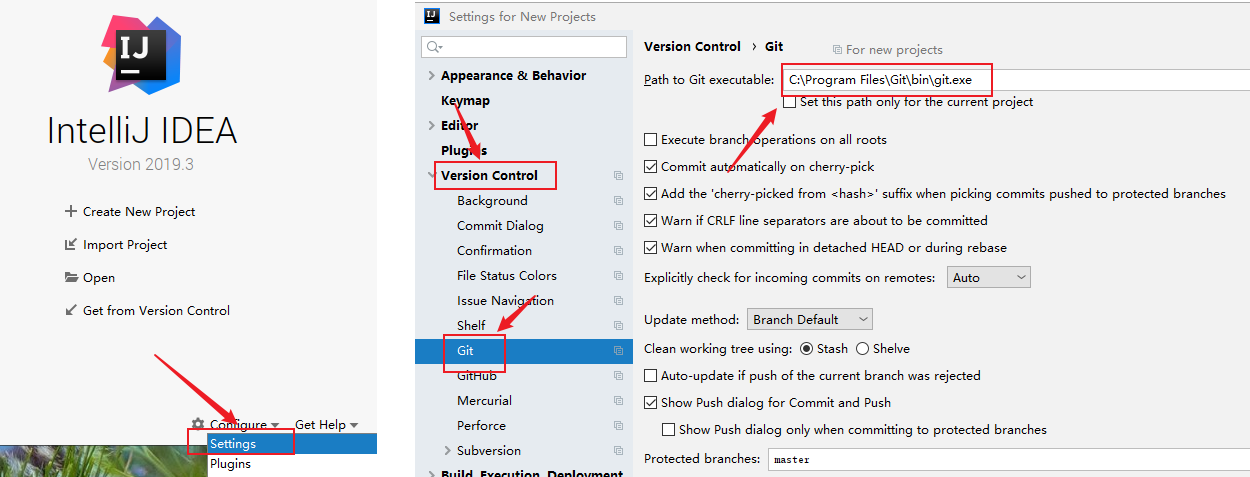 IJ
IntelliJ IDEA
Version 2019.3
Create New Project
Import Project
Open
Get from Version Control
Configure
Get Help
Settings
Plugins
IJ
Settings for New Projects
Appearance & Behavior
Keymap
Editor
Plugins
Version Control
Background
Commit Dialog
Confirmation
File Status Colors
Issue Navigation
Shelf
Git
GitHub
Mercurial
Perforce
Subversion
Build, Execution, Deployment
Version Control › Git
For new projects
Path to Git executable: C:\Program Files\Git\bin\git.exe
Set this path only for the current project
Execute branch operations on all roots
Commit automatically on cherry-pick
Add the 'cherry-picked from <hash>' suffix when picking commits pushed to protected branches
Warn if CRLF line separators are about to be committed
Warn when committing in detached HEAD or during rebase
Explicitly check for incoming commits on remotes: Auto
Update method: Branch Default
Clean working tree using: Stash Shelve
Auto-update if push of the current branch was rejected
Show Push dialog for Commit and Push
Show Push dialog only when committing to protected branches
Protected branches: master